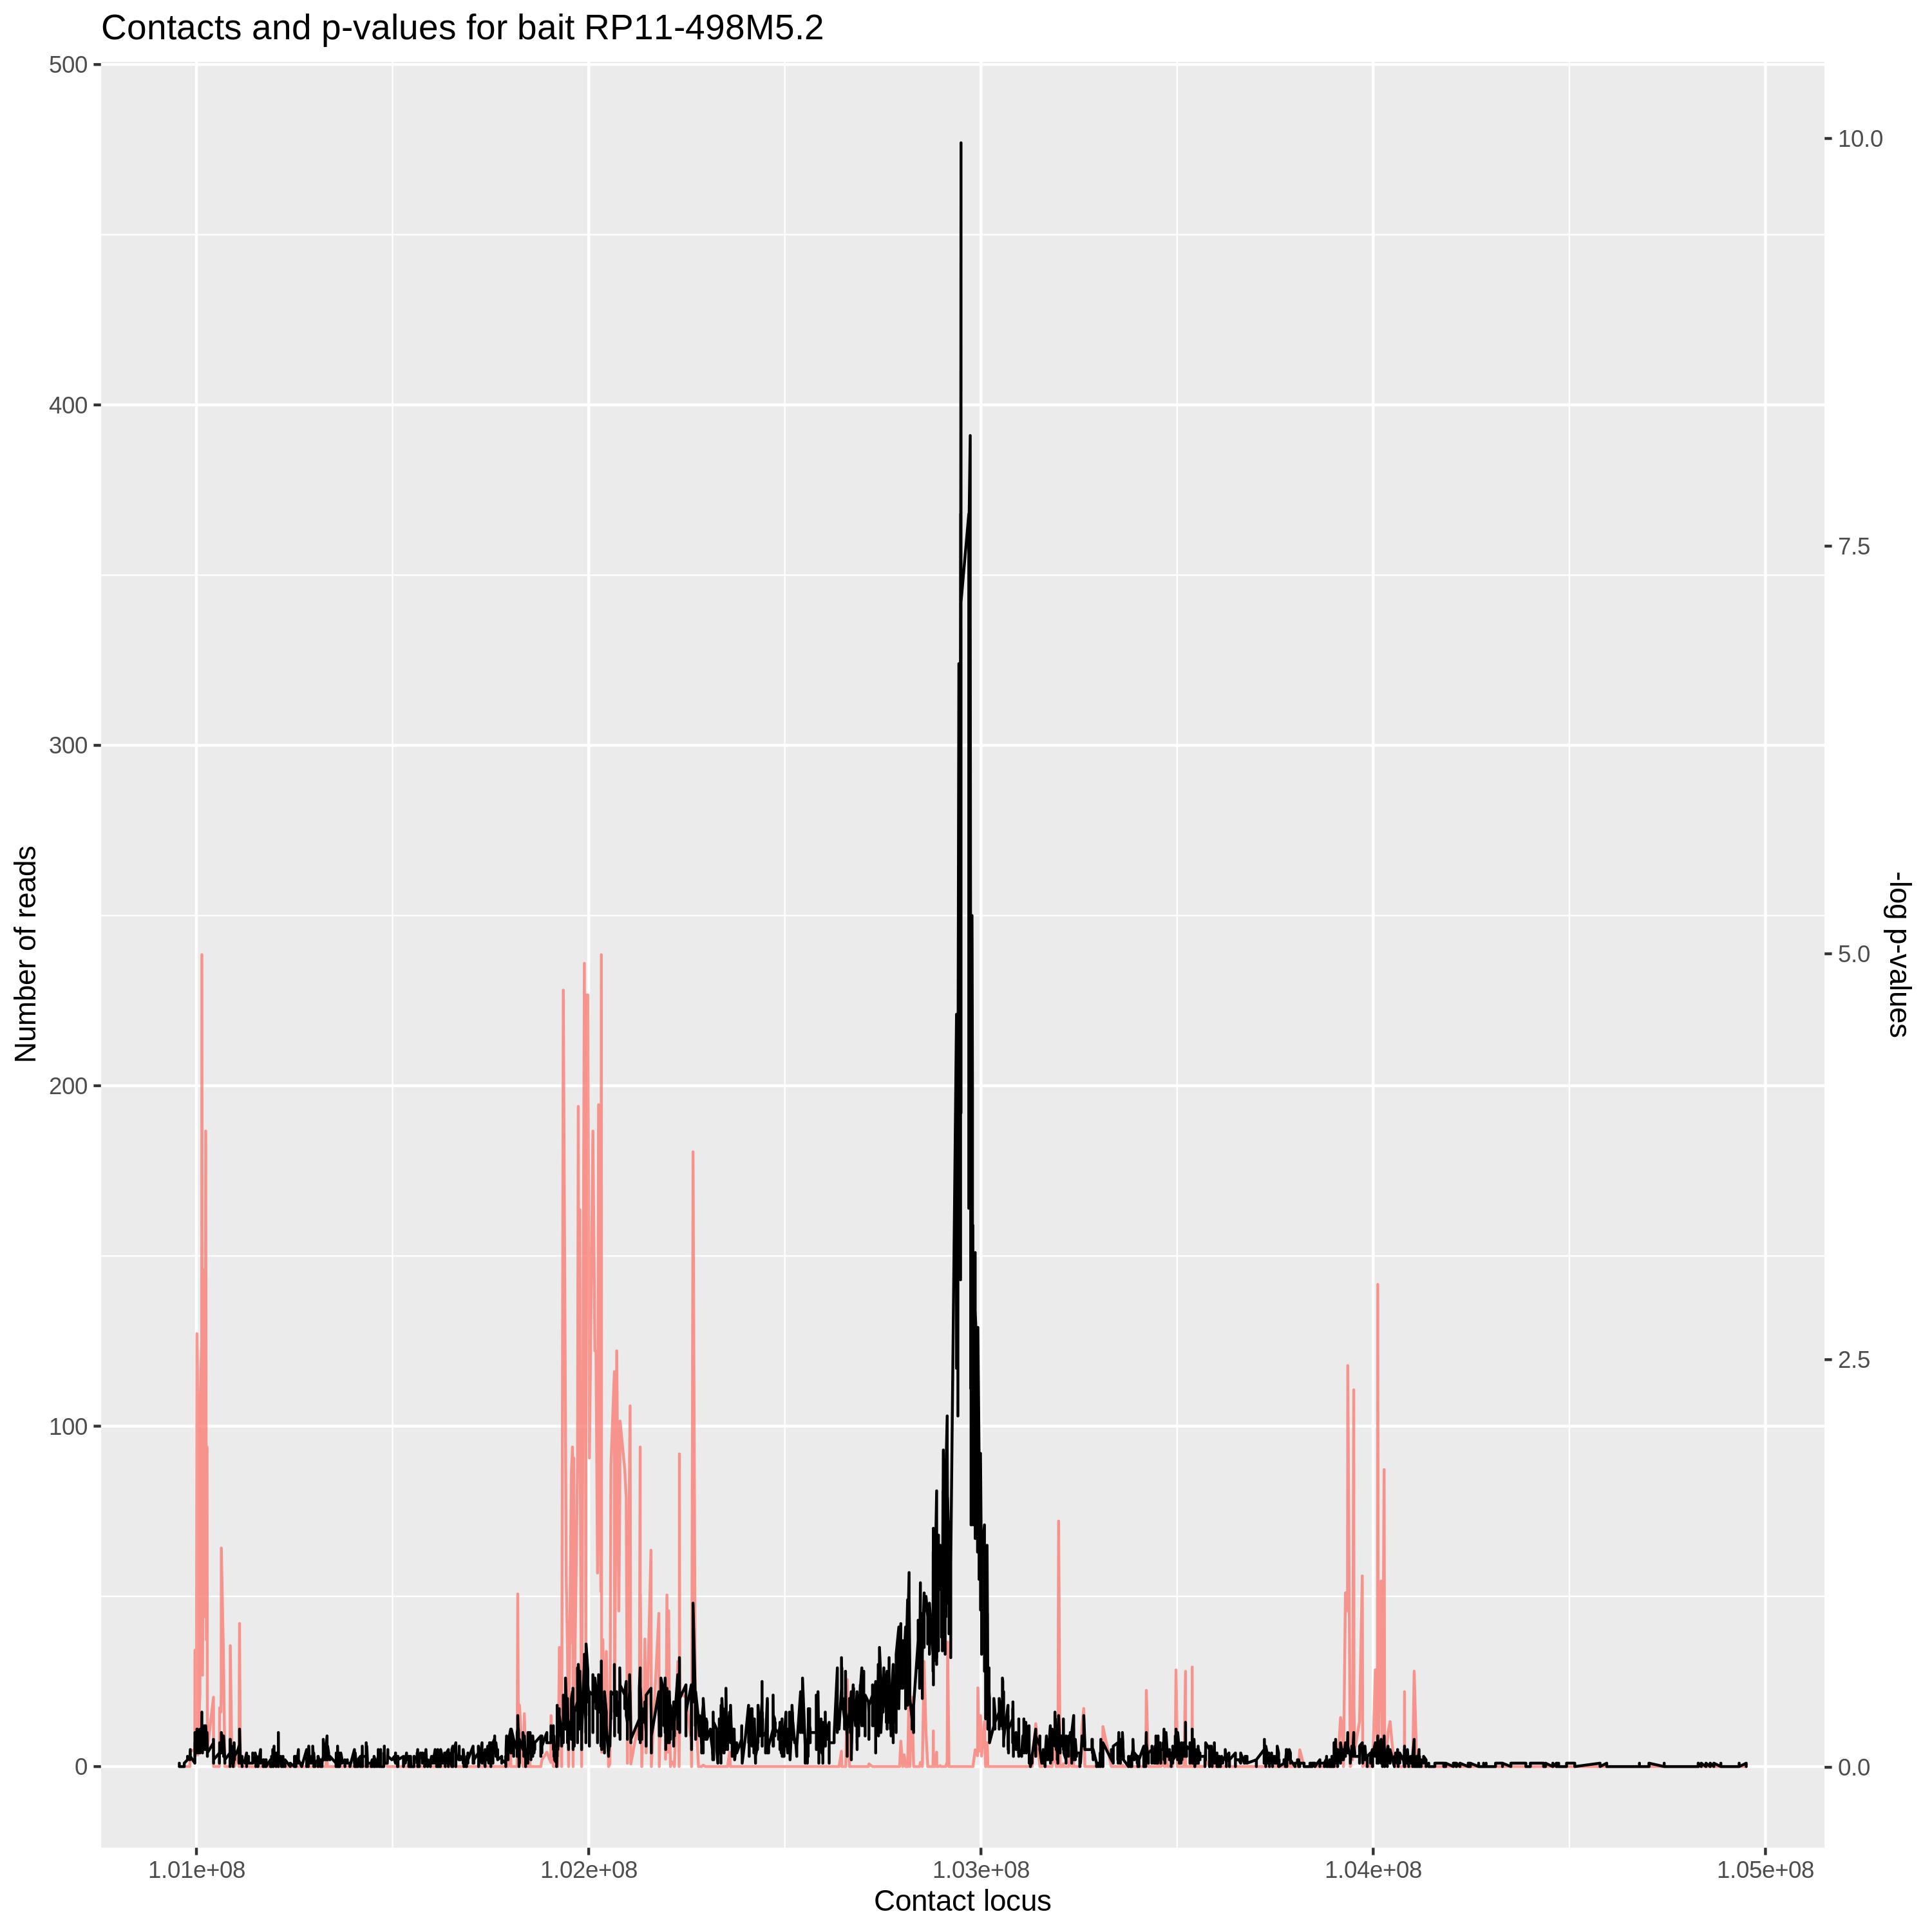 Contacts and p-values for bait RP11-498M5.2
500
400
300
200
100
0
Number of reads
10.0
7.5
5.0
2.5
0.0
-log p-values
1.01e+08
1.02e+08
1.03e+08
1.04e+08
1.05e+08
Contact locus